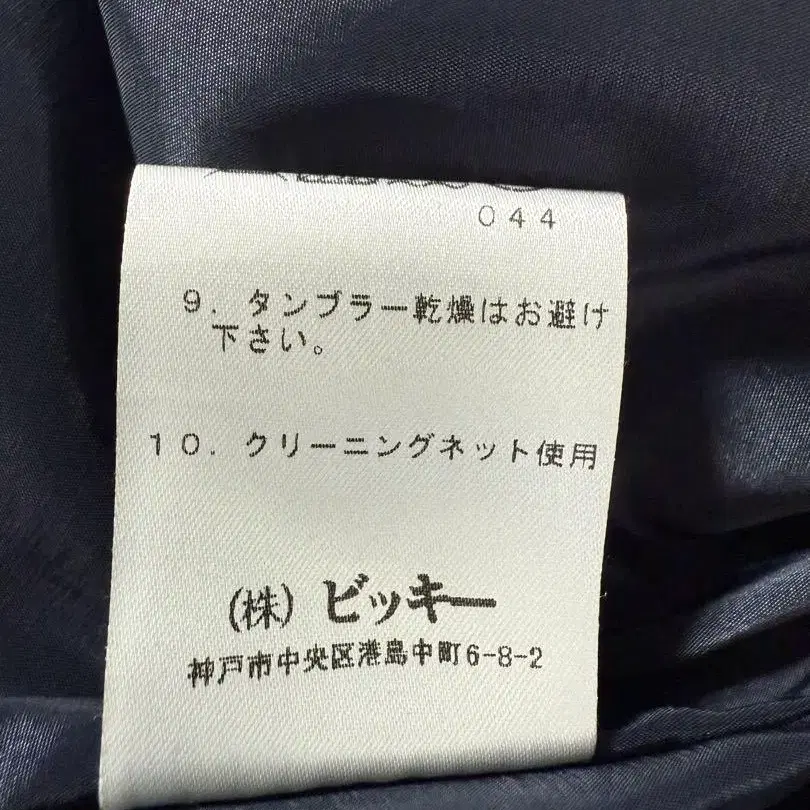 044
9. タンブラー乾燥はお避け
下さい。
10. クリーニングネット使用
(株) ビッキー
神戸市中央区港島中町6-8-2